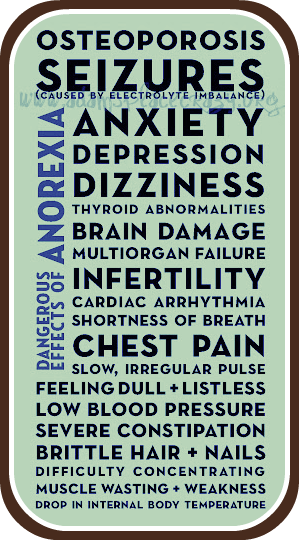 OSTEOPOROSIS
SEIZURES
(CAUSED BY ELECTROLYTE IMBALANCE)
ANXIETY
DEPRESSION
DIZZINESS
THYROID ABNORMALITIES
BRAIN DAMAGE
MULTIORGAN FAILURE
INFERTILITY
CARDIAC ARRHYTHMIA
SHORTNESS OF BREATH
CHEST PAIN
SLOW, IRREGULAR PULSE
DANGEROUS
EFFECTS OF ANOREXIA
FEELING DULL + LISTLESS
LOW BLOOD PRESSURE
SEVERE CONSTIPATION
BRITTLE HAIR + NAILS
DIFFICULTY CONCENTRATING
MUSCLE WASTING + WEAKNESS
DROP IN INTERNAL BODY TEMPERATURE